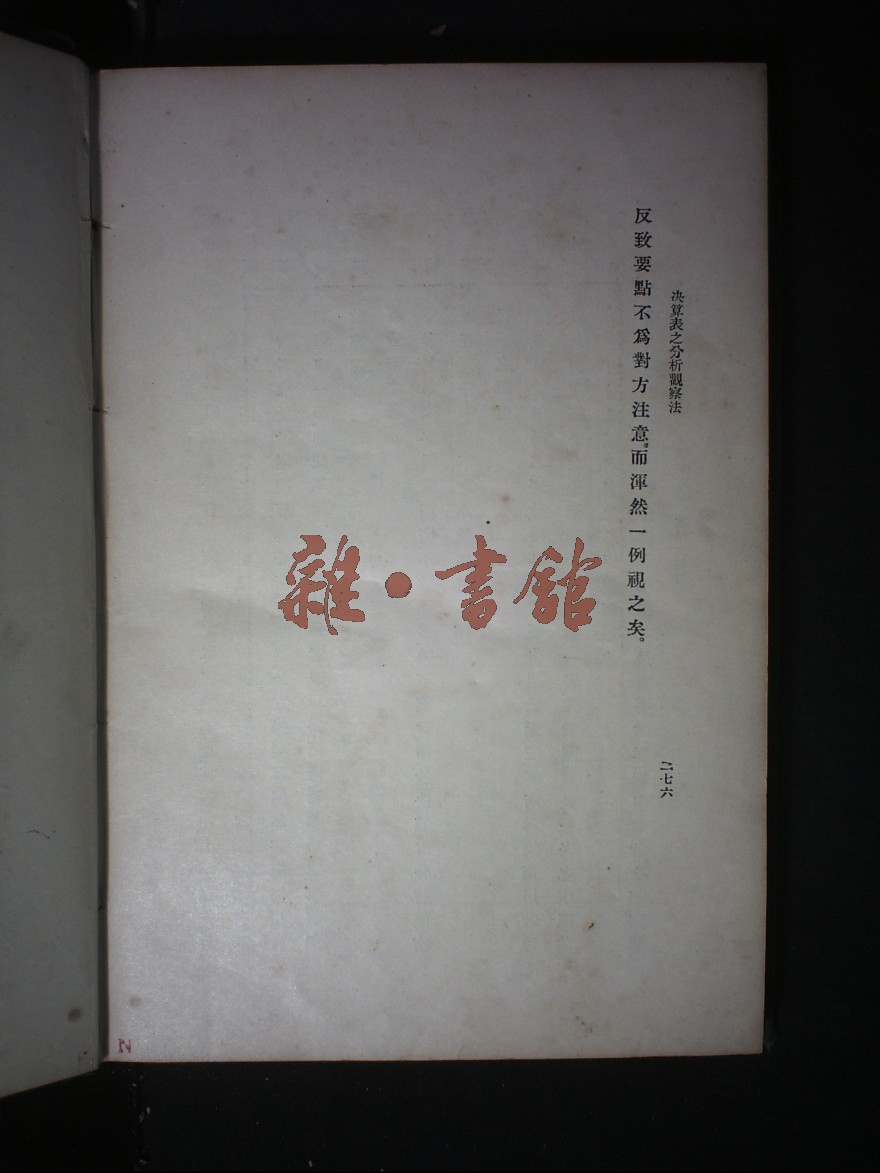 决算表之分析觀察法
二七六
反致要點不爲對方注意。而渾然一例視之矣。
雜·書館
N